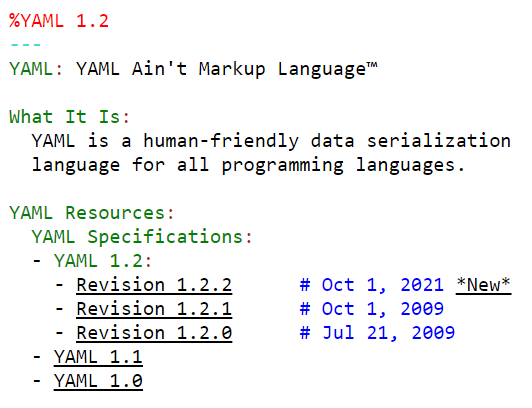 %YAML 1.2
---
YAML: YAML Ain't Markup Language™
What It Is:
YAML is a human-friendly data serialization
language for all programming languages.
YAML Resources:
YAML Specifications:
- YAML 1.2:
- Revision 1.2.2 # Oct 1, 2021 *New*
- Revision 1.2.1 # Oct 1, 2009
- Revision 1.2.0 # Jul 21, 2009
- YAML 1.1
- YAML 1.0